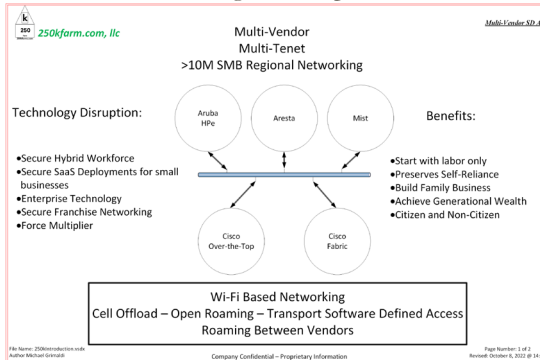 k
250
250kfarm.com, llc
Multi-Vendor SD A
Multi-Vendor
Multi-Tenet
>10M SMB Regional Networking
Technology Disruption:
Aruba
HPe
Aresta
Mist
Benefits:
•Secure Hybrid Workforce
•Secure SaaS Deployments for small
businesses
•Enterprise Technology
•Secure Franchise Networking
•Force Multiplier
•Start with labor only
•Preserves Self-Reliance
•Build Family Business
•Achieve Generational Wealth
•Citizen and Non-Citizen
Cisco
Over-the-Top
Cisco
Fabric
Wi-Fi Based Networking
Cell Offload – Open Roaming – Transport Software Defined Access
Roaming Between Vendors
File Name: 250kIntroduction.vsdx
Author Michael Grimaldi
Company Confidential – Proprietary Information
Page Number: 1 of 2
Revised: October 8, 2022 @ 14: